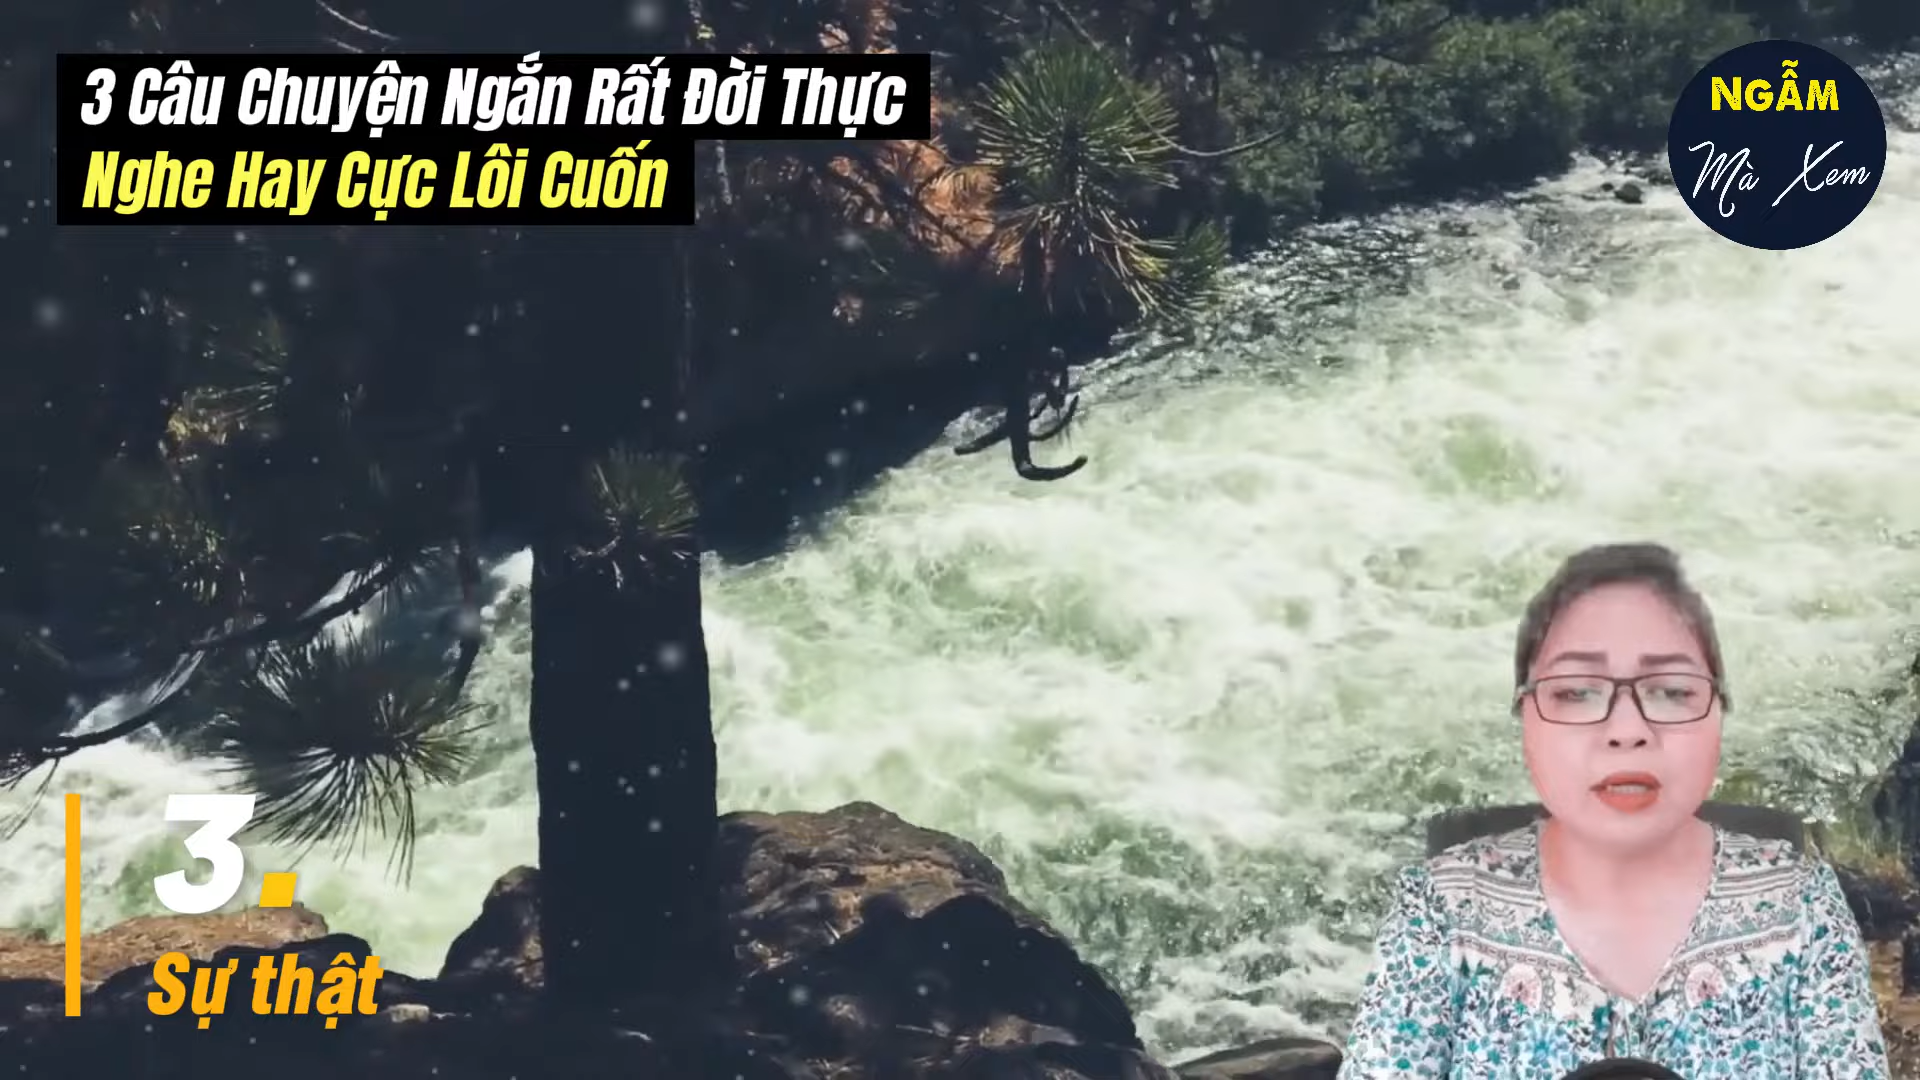 3 Câu Chuyện Ngắn Rất Đời Thực
Nghe Hay Cực Lôi Cuốn
NGẪM
Mà Xem
3.
Sự thật